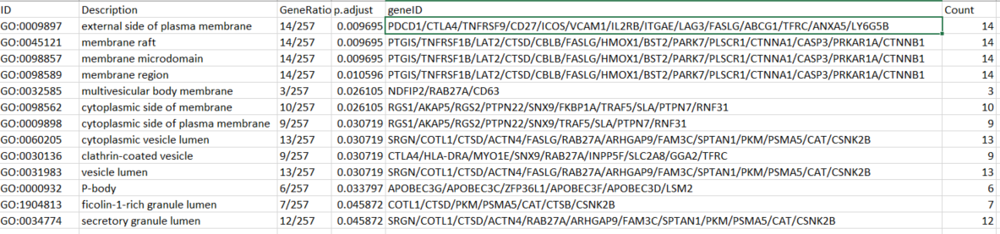 ID Description GeneRatio p.adjust geneID Count
GO:0009897 external side of plasma membrane 14/257 0.009695 PDCD1/CTLA4/TNFRSF9/CD27/ICOS/VCAM1/IL2RB/ITGAE/LAG3/FASLG/ABCG1/TFRC/ANXA5/LY6G5B 14
GO:0045121 membrane raft 14/257 0.009695 PTGIS/TNFRSF1B/LAT2/CTSD/CBLB/FASLG/HMOX1/BST2/PARK7/PLSCR1/CTNNA1/CASP3/PRKAR1A/CTNNB1 14
GO:0098857 membrane microdomain 14/257 0.009695 PTGIS/TNFRSF1B/LAT2/CTSD/CBLB/FASLG/HMOX1/BST2/PARK7/PLSCR1/CTNNA1/CASP3/PRKAR1A/CTNNB1 14
GO:0098589 membrane region 14/257 0.010596 PTGIS/TNFRSF1B/LAT2/CTSD/CBLB/FASLG/HMOX1/BST2/PARK7/PLSCR1/CTNNA1/CASP3/PRKAR1A/CTNNB1 14
GO:0032585 multivesicular body membrane 3/257 0.026105 NDFIP2/RAB27A/CD63 3
GO:0098562 cytoplasmic side of membrane 10/257 0.026105 RGS1/AKAP5/RGS2/PTPN22/SNX9/FKBP1A/TRAF5/SLA/PTPN7/RNF31 10
GO:0009898 cytoplasmic side of plasma membrane 9/257 0.030719 RGS1/AKAP5/RGS2/PTPN22/SNX9/TRAF5/SLA/PTPN7/RNF31 9
GO:0060205 cytoplasmic vesicle lumen 13/257 0.030719 SRGN/COTL1/CTSD/ACTN4/FASLG/RAB27A/ARHGAP9/FAM3C/SPTAN1/PKM/PSMA5/CAT/CSNK2B 13
GO:0030136 clathrin-coated vesicle 9/257 0.030719 CTLA4/HLA-DRA/MYO1E/SNX9/RAB27A/INPP5F/SLC2A8/GGA2/TFRC 9
GO:0031983 vesicle lumen 13/257 0.030719 SRGN/COTL1/CTSD/ACTN4/FASLG/RAB27A/ARHGAP9/FAM3C/SPTAN1/PKM/PSMA5/CAT/CSNK2B 13
GO:0000932 P-body 6/257 0.033797 APOBEC3G/APOBEC3C/ZFP36L1/APOBEC3F/APOBEC3D/LSM2 6
GO:1904813 ficolin-1-rich granule lumen 7/257 0.045872 COTL1/CTSD/PKM/PSMA5/CAT/CTSB/CSNK2B 7
GO:0034774 secretory granule lumen 12/257 0.045872 SRGN/COTL1/CTSD/ACTN4/RAB27A/ARHGAP9/FAM3C/SPTAN1/PKM/PSMA5/CAT/CSNK2B 12